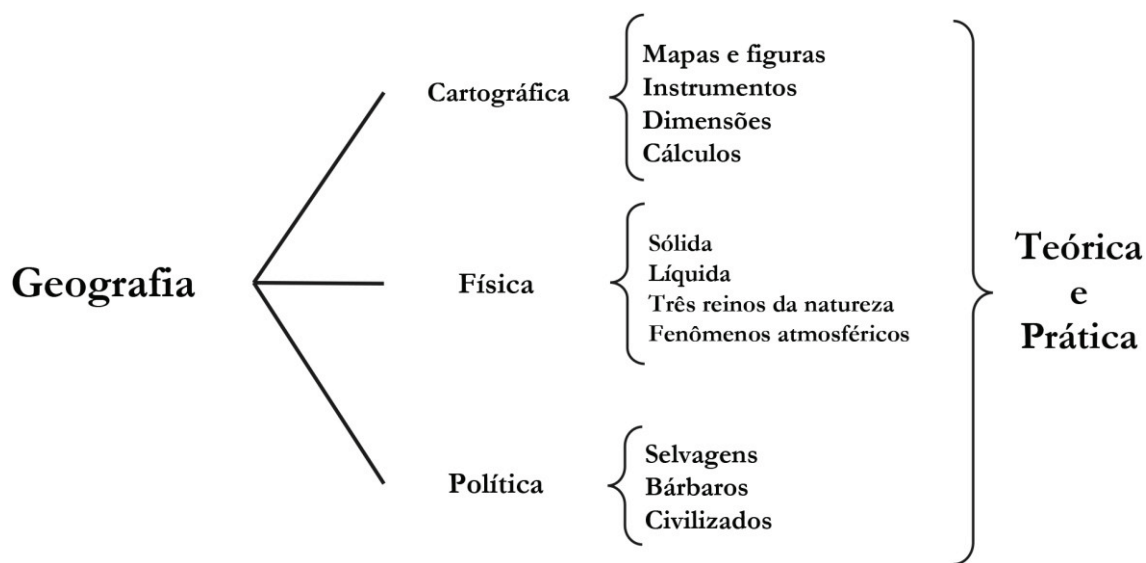 Geografia
Cartográfica
Mapas e figuras
Instrumentos
Dimensões
Cálculos
Física
Sólida
Líquida
Três reinos da natureza
Fenômenos atmosféricos
Política
Selvagens
Bárbaros
Civilizados
Teórica
e
Prática